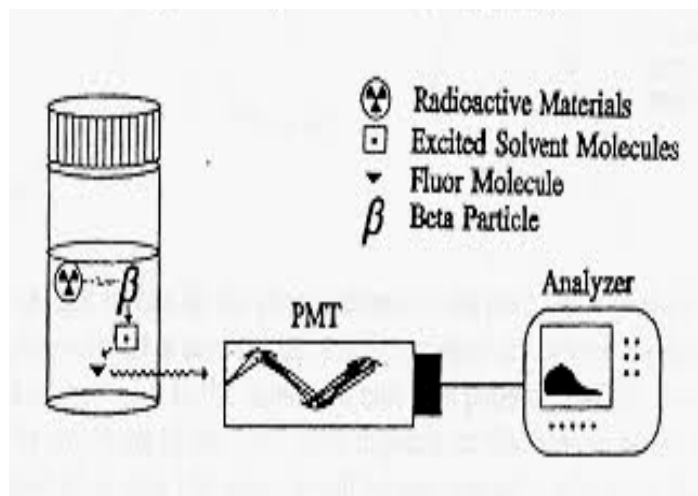 Radioactive Materials
Excited Solvent Molecules
Fluor Molecule
β Beta Particle
β
PMT
Analyzer